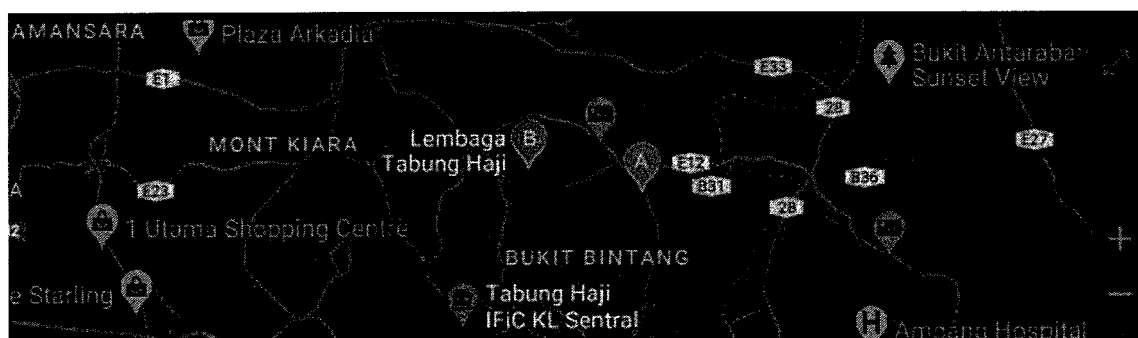 AMANSARA
Plaza Arkadia
Bukit Antaraba
Sunset View
E1
E33
28
MONT KIARA
Lembaga
Tabung Haji
B
A
E12
E27
E23
B31
B36
28
1 Utama Shopping Centre
BUKIT BINTANG
e Starling
Tabung Haji
IFiC KL Sentral
H
Ampang Hospital
+
−